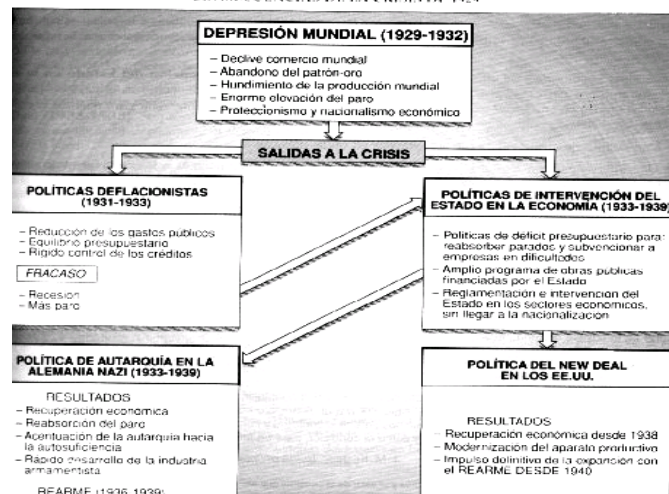 DEPRESIÓN MUNDIAL (1929-1932)
– Declive comercio mundial
– Abandono del patrón-oro
– Hundimiento de la producción mundial
– Enorme elevación del paro
– Proteccionismo y nacionalismo económico
SALIDAS A LA CRISIS
POLÍTICAS DEFLACIONISTAS
(1931-1933)
– Reducción de los gastos públicos
– Equilibrio presupuestario
– Rígido control de los créditos
FRACASO
– Recesión
– Más paro
POLÍTICAS DE INTERVENCIÓN DEL
ESTADO EN LA ECONOMÍA (1933-1939)
– Políticas de déficit presupuestario para:
reabsorber parados y subvencionar a
empresas en dificultades
– Amplio programa de obras públicas
financiadas por el Estado
– Reglamentación e intervención del
Estado en los sectores económicos,
sin llegar a la nacionalización
POLÍTICA DE AUTARQUÍA EN LA
ALEMANIA NAZI (1933-1939)
RESULTADOS
– Recuperación económica
– Reabsorción del paro
– Acentuación de la autarquía hacia
la autosuficiencia
– Rápido desarrollo de la industria
armamentista
REARME (1936-1939)
POLÍTICA DEL NEW DEAL
EN LOS EE.UU.
RESULTADOS
– Recuperación económica desde 1938
– Modernización del aparato productivo
– Impulso definitivo de la expansión con
el REARME DESDE 1940